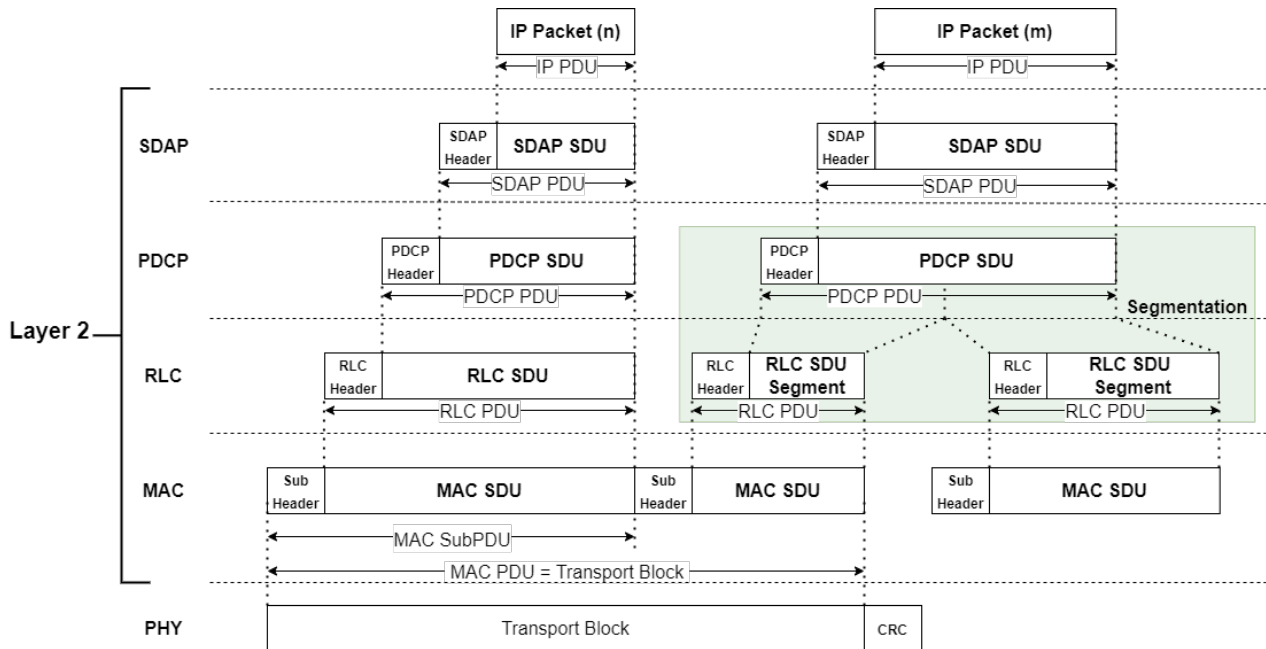 IP Packet (n)
IP Packet (m)
IP PDU
IP PDU
SDAP
SDAP
Header
SDAP SDU
SDAP
Header
SDAP SDU
SDAP PDU
SDAP PDU
PDCP
PDCP
Header
PDCP SDU
PDCP
Header
PDCP SDU
PDCP PDU
PDCP PDU
Segmentation
Layer 2
RLC
RLC
Header
RLC SDU
RLC
Header
RLC SDU
Segment
RLC
Header
RLC SDU
Segment
RLC PDU
RLC PDU
RLC PDU
MAC
Sub
Header
MAC SDU
Sub
Header
MAC SDU
Sub
Header
MAC SDU
MAC SubPDU
MAC PDU = Transport Block
PHY
Transport Block
CRC